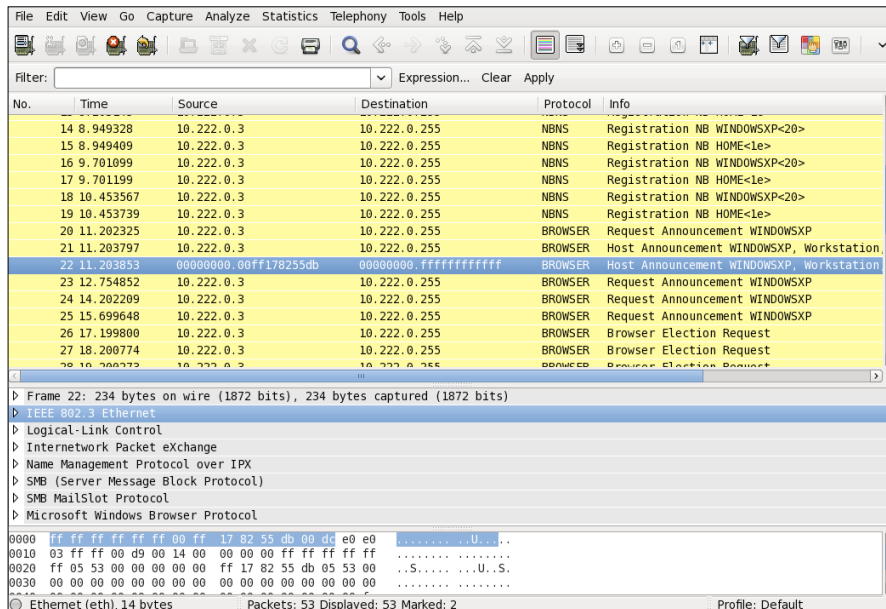 File Edit View Go Capture Analyze Statistics Telephony Tools Help
Filter: Expression... Clear Apply
No. Time Source Destination Protocol Info
14 8.949328 10.222.0.3 10.222.0.255 NBNS Registration NB WINDOWSXP<20>
15 8.949409 10.222.0.3 10.222.0.255 NBNS Registration NB HOME<1e>
16 9.701099 10.222.0.3 10.222.0.255 NBNS Registration NB WINDOWSXP<20>
17 9.701199 10.222.0.3 10.222.0.255 NBNS Registration NB HOME<1e>
18 10.453567 10.222.0.3 10.222.0.255 NBNS Registration NB WINDOWSXP<20>
19 10.453739 10.222.0.3 10.222.0.255 NBNS Registration NB HOME<1e>
20 11.202325 10.222.0.3 10.222.0.255 BROWSER Request Announcement WINDOWSXP
21 11.203797 10.222.0.3 10.222.0.255 BROWSER Host Announcement WINDOWSXP, Workstation,
22 11.203853 00000000.00ff178255db 00000000.ffffffffffff BROWSER Host Announcement WINDOWSXP, Workstation
23 12.754852 10.222.0.3 10.222.0.255 BROWSER Request Announcement WINDOWSXP
24 14.202209 10.222.0.3 10.222.0.255 BROWSER Request Announcement WINDOWSXP
25 15.699648 10.222.0.3 10.222.0.255 BROWSER Request Announcement WINDOWSXP
26 17.199800 10.222.0.3 10.222.0.255 BROWSER Browser Election Request
27 18.200774 10.222.0.3 10.222.0.255 BROWSER Browser Election Request
28 19.200273 10.222.0.3 10.222.0.255 BROWSER Browser Election Request
Frame 22: 234 bytes on wire (1872 bits), 234 bytes captured (1872 bits)
IEEE 802.3 Ethernet
Logical-Link Control
Internetwork Packet eXchange
Name Management Protocol over IPX
SMB (Server Message Block Protocol)
SMB MailSlot Protocol
Microsoft Windows Browser Protocol
0000 ff ff ff ff ff ff 00 ff 17 82 55 db 00 dc e0 e0 ........ ..U.....
0010 03 ff ff 00 d9 00 14 00 00 00 00 ff ff ff ff ff ........ ........
0020 ff 05 53 00 00 00 00 00 ff 17 82 55 db 05 53 00 ..S..... ...U..S.
0030 00 00 00 00 00 00 00 00 00 00 00 00 00 00 00 00 ........ ........
Ethernet (eth), 14 bytes Packets: 53 Displayed: 53 Marked: 2 Profile: Default